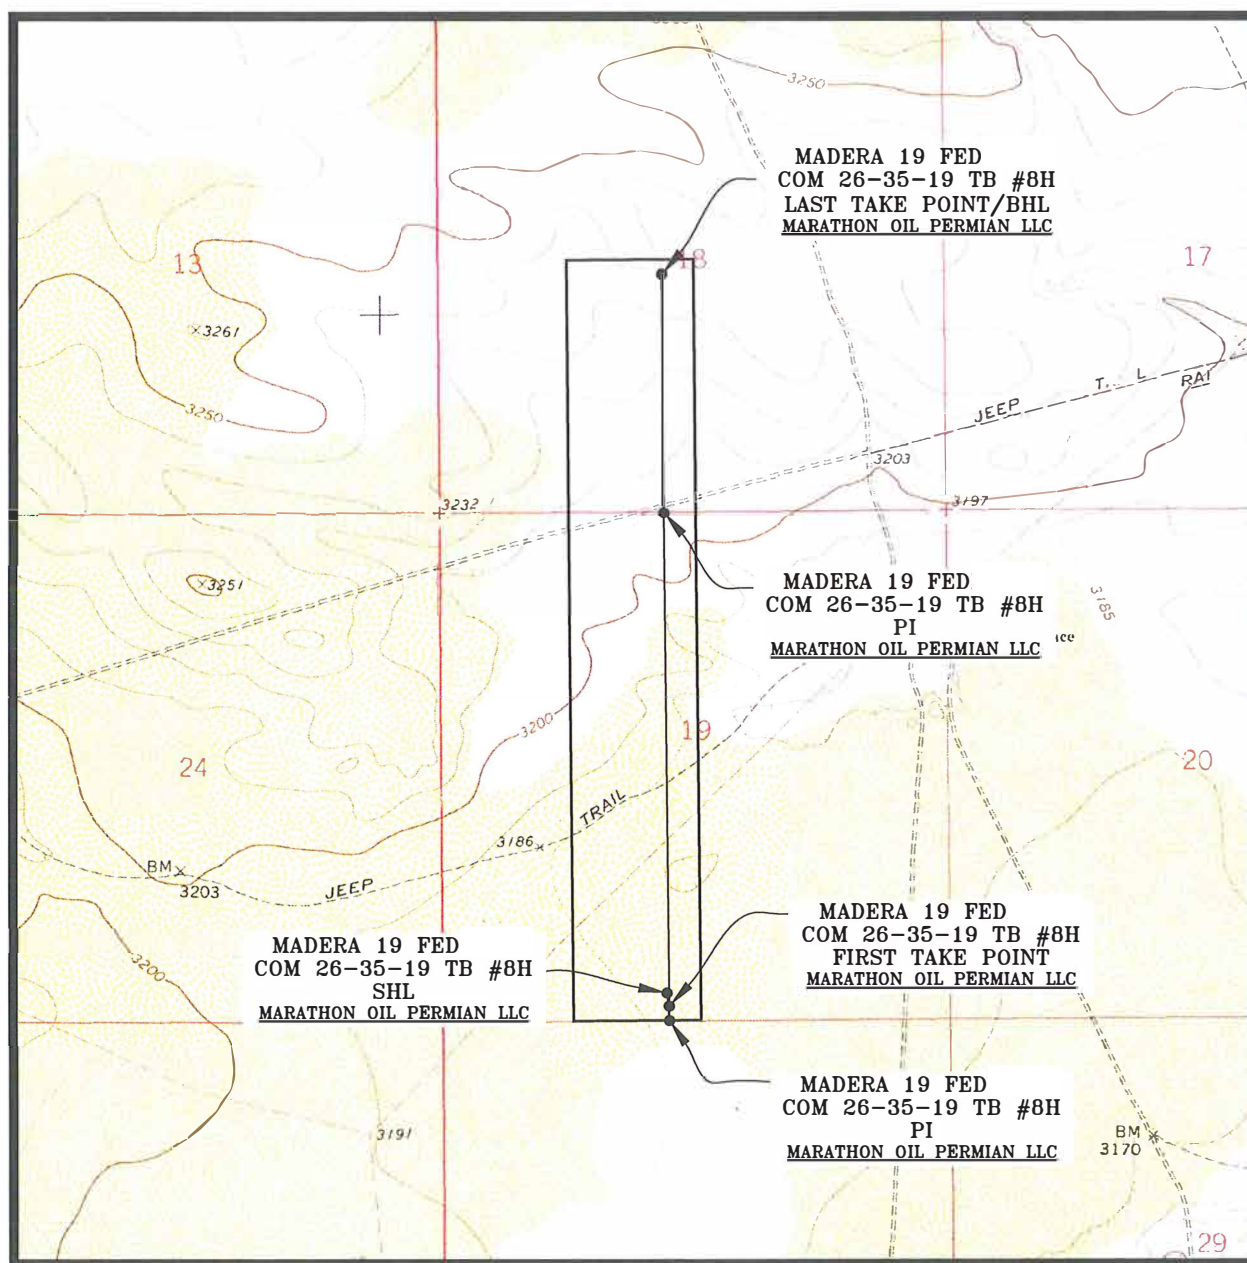 3250
MADERA 19 FED
COM 26-35-19 TB #8H
LAST TAKE POINT/BHL
MARATHON OIL PERMIAN LLC
13
18
17
3261
3250
JEEP
T.. L
RAI
3203
3232
3197
3251
MADERA 19 FED
COM 26-35-19 TB #8H
PI
MARATHON OIL PERMIAN LLC
3185
3200
19
24
20
TRAIL
3186
BM
3203
JEEP
MADERA 19 FED
COM 26-35-19 TB #8H
FIRST TAKE POINT
MARATHON OIL PERMIAN LLC
MADERA 19 FED
COM 26-35-19 TB #8H
SHL
MARATHON OIL PERMIAN LLC
3200
MADERA 19 FED
COM 26-35-19 TB #8H
PI
MARATHON OIL PERMIAN LLC
3191
BM
3170
29